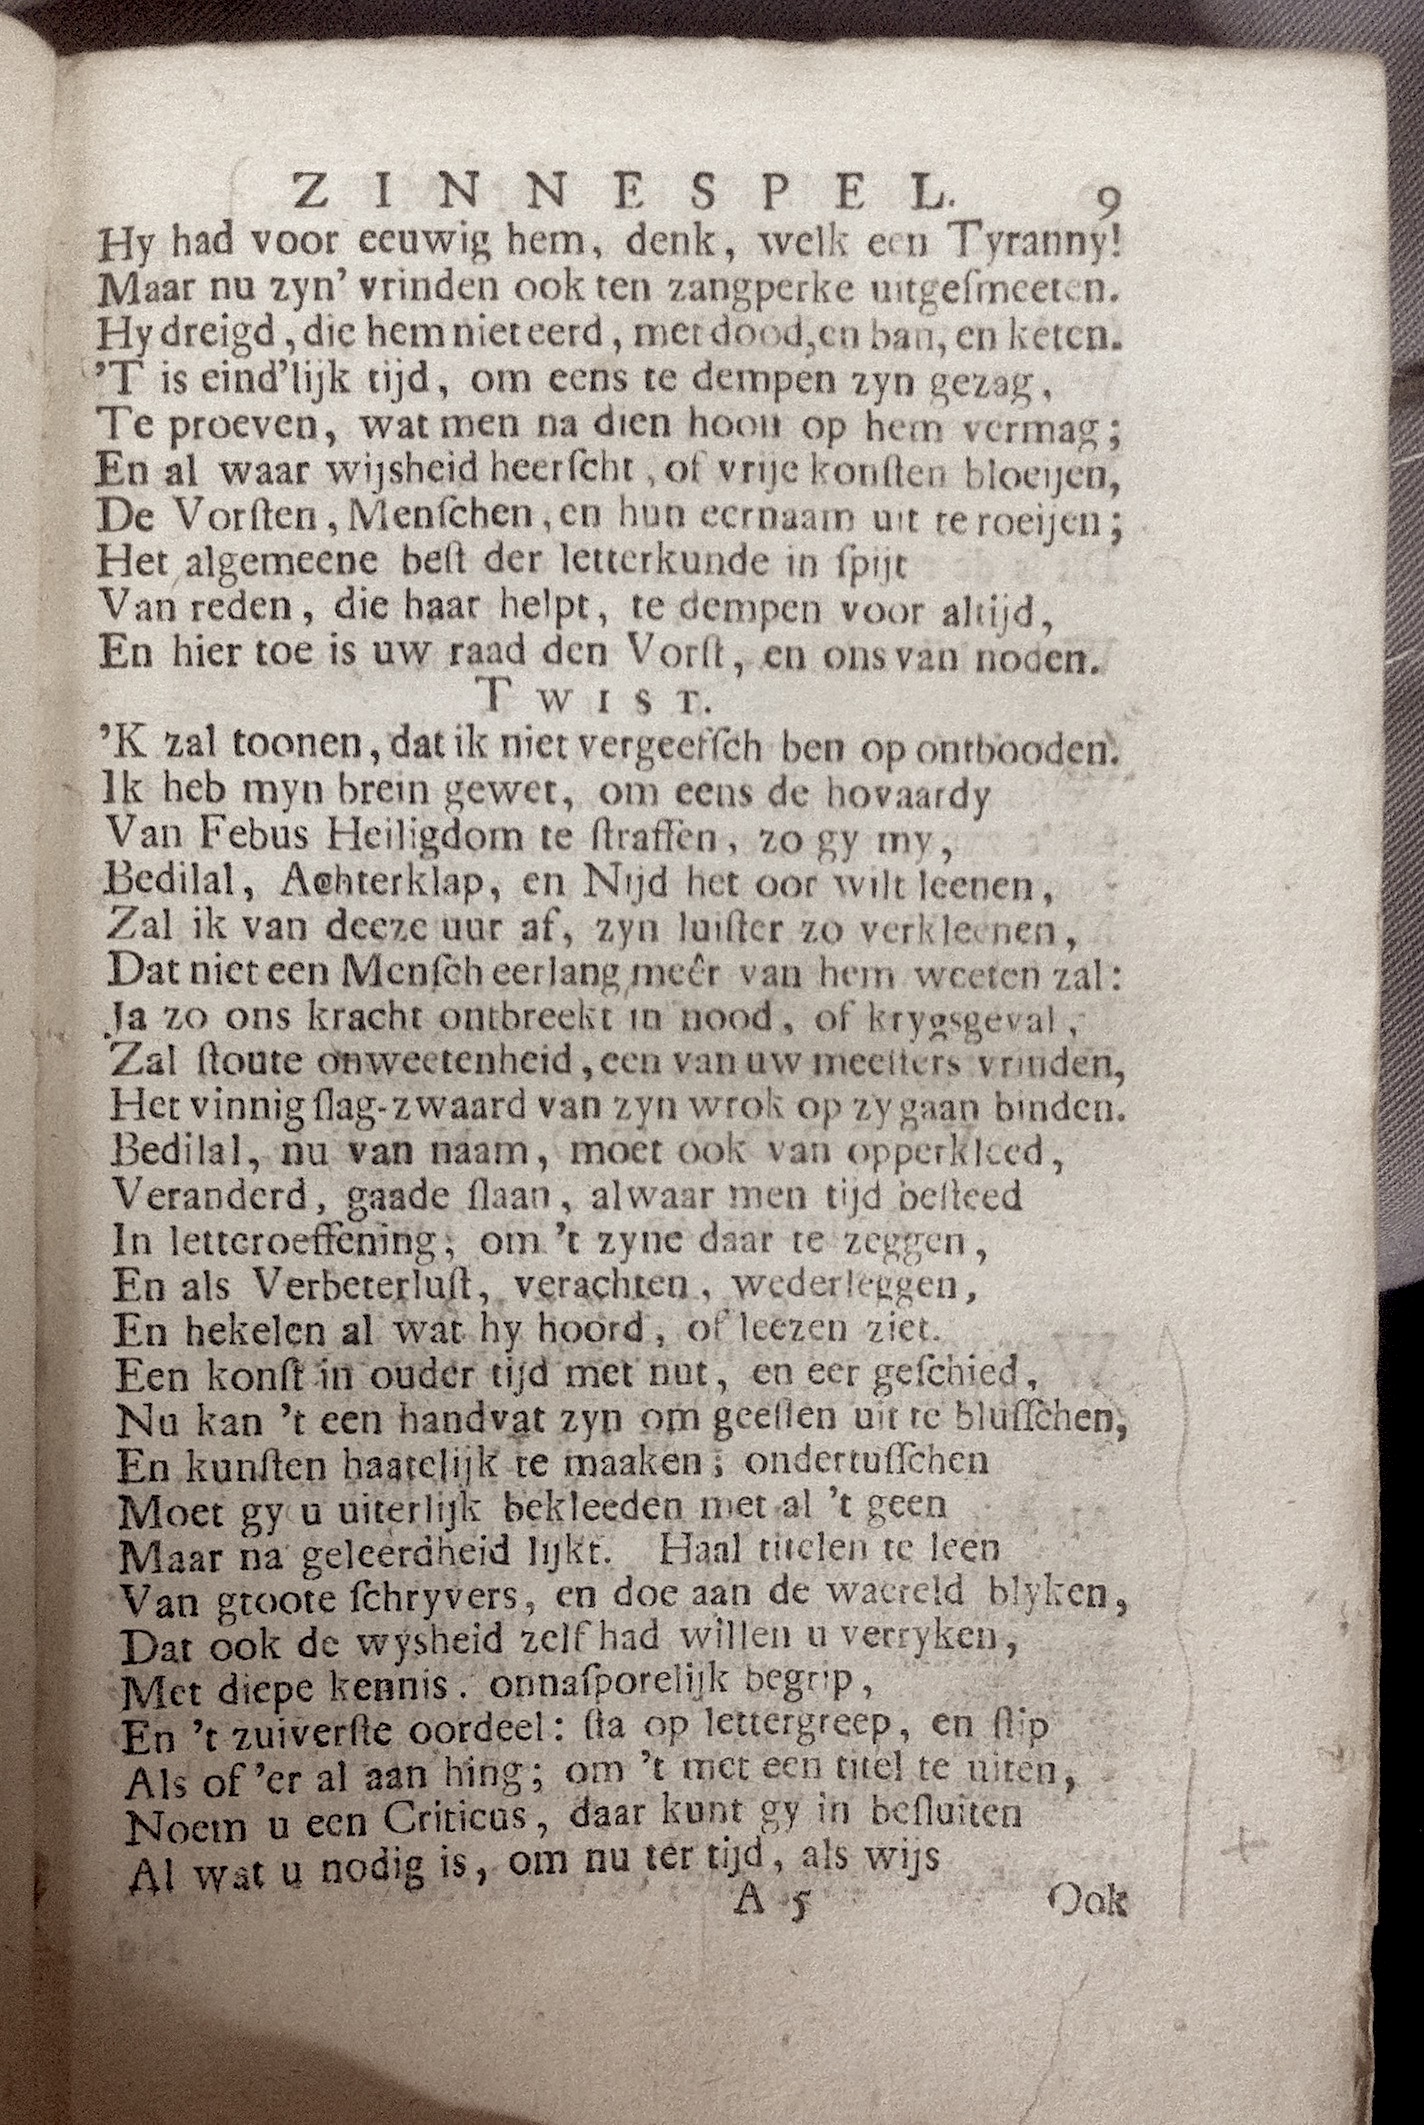 ZINNESPEL. 9
Hy had voor eeuwig hem, denk, welk een Tyranny!
Maar nu zyn' vrinden ook ten zangperke uitgeſmeeten.
Hy dreigd, die hem niet eerd, met dood, en ban, en keten.
'T is eind'lijk tijd, om eens te dempen zyn gezag,
Te proeven, wat men na dien hoon op hem vermag;
En al waar wijsheid heerſcht, of vrije konſten bloeijen,
De Vorſten, Menſchen, en hun eernaam uit te roeijen;
Het algemeene beſt der letterkunde in ſpijt
Van reden, die haar helpt, te dempen voor altijd,
En hier toe is uw raad den Vorſt, en ons van noden.
TWIST.
'K zal toonen, dat ik niet vergeefſch ben op ontbooden.
Ik heb myn brein gewet, om eens de hovaardy
Van Febus Heiligdom te ſtraffen, zo gy my,
Bedilal, Achterklap, en Nijd het oor wilt leenen,
Zal ik van deeze uur af, zyn luiſter zo verkleenen,
Dat niet een Menſch eerlang meêr van hem weeten zal:
Ja zo ons kracht ontbreekt in nood, of krygsgeval,
Zal ſtoute onweetenheid, een van uw meeſters vrinden,
Het vinnig ſlag-zwaard van zyn wrok op zy gaan binden.
Bedilal, nu van naam, moet ook van opperkleed,
Veranderd, gaade ſlaan, alwaar men tijd beſteed
In letteroeffening; om 't zyne daar te zeggen,
En als Verbeterluſt, verachten, wederleggen,
En hekelen al wat hy hoord, of leezen ziet.
Een konſt in ouder tijd met nut, en eer geſchied,
Nu kan 't een handvat zyn om geeſten uit te bluſſchen,
En kunſten haatelijk te maaken; ondertuſſchen
Moet gy u uiterlijk bekleeden met al 't geen
Maar na geleerdheid lijkt. Haal titelen te leen
Van groote ſchryvers, en doe aan de waereld blyken,
Dat ook de wysheid zelf had willen u verryken,
Met diepe kennis. onnaſporelijk begrip,
En 't zuiverſte oordeel: ſta op lettergreep, en ſtip
Als of 'er al aan hing; om 't met een titel te uiten,
Noem u een Criticus, daar kunt gy in beſluiten
Al wat u nodig is, om nu ter tijd, als wijs
A 5 Ook